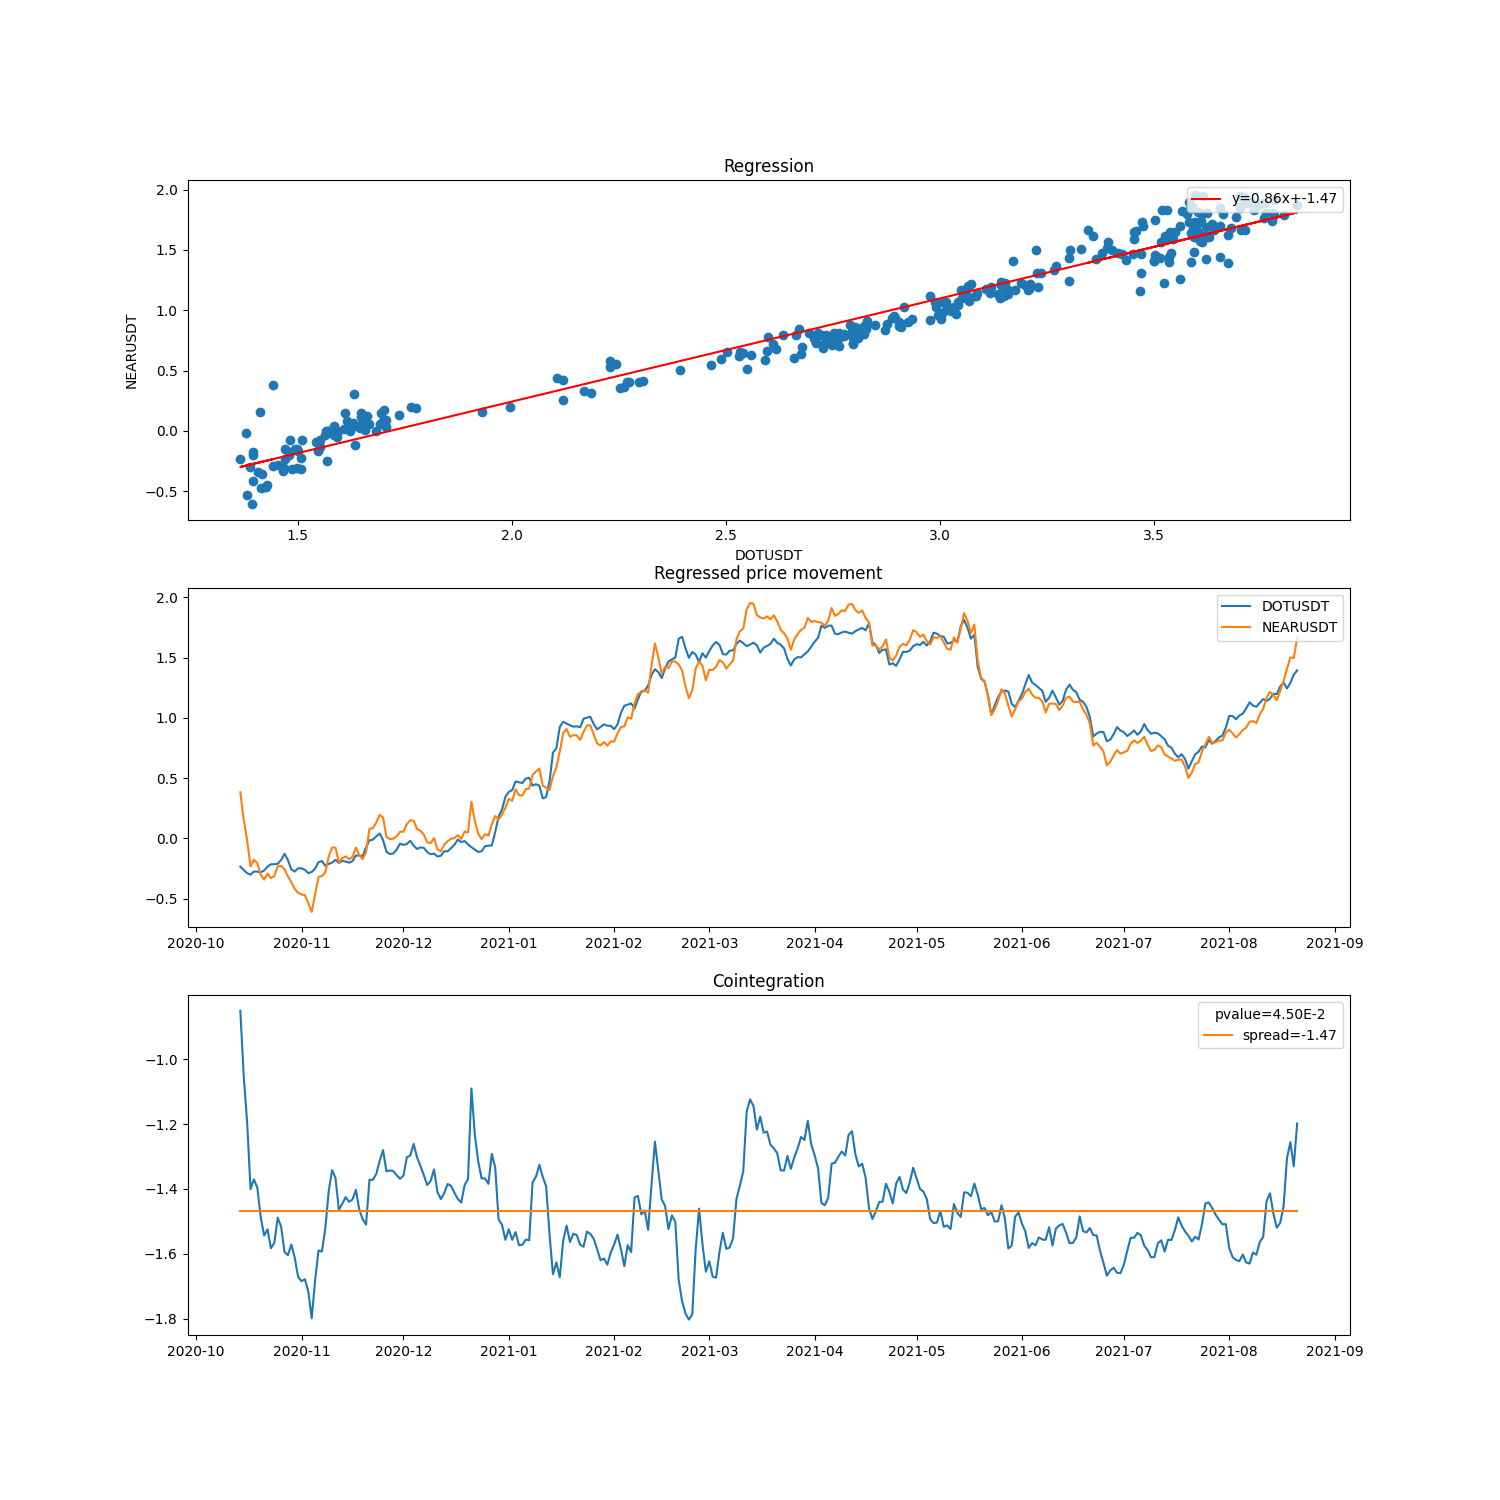 Regression
2.0
1.5
1.0
0.5
0.0
−0.5
NEARUSDT
y=0.86x+-1.47
1.5 2.0 2.5 3.0 3.5
DOTUSDT
Regressed price movement
2.0
1.5
1.0
0.5
0.0
−0.5
DOTUSDT
NEARUSDT
2020-10 2020-11 2020-12 2021-01 2021-02 2021-03 2021-04 2021-05 2021-06 2021-07 2021-08 2021-09
Cointegration
−1.0
−1.2
−1.4
−1.6
−1.8
pvalue=4.50E-2
spread=-1.47
2020-10 2020-11 2020-12 2021-01 2021-02 2021-03 2021-04 2021-05 2021-06 2021-07 2021-08 2021-09